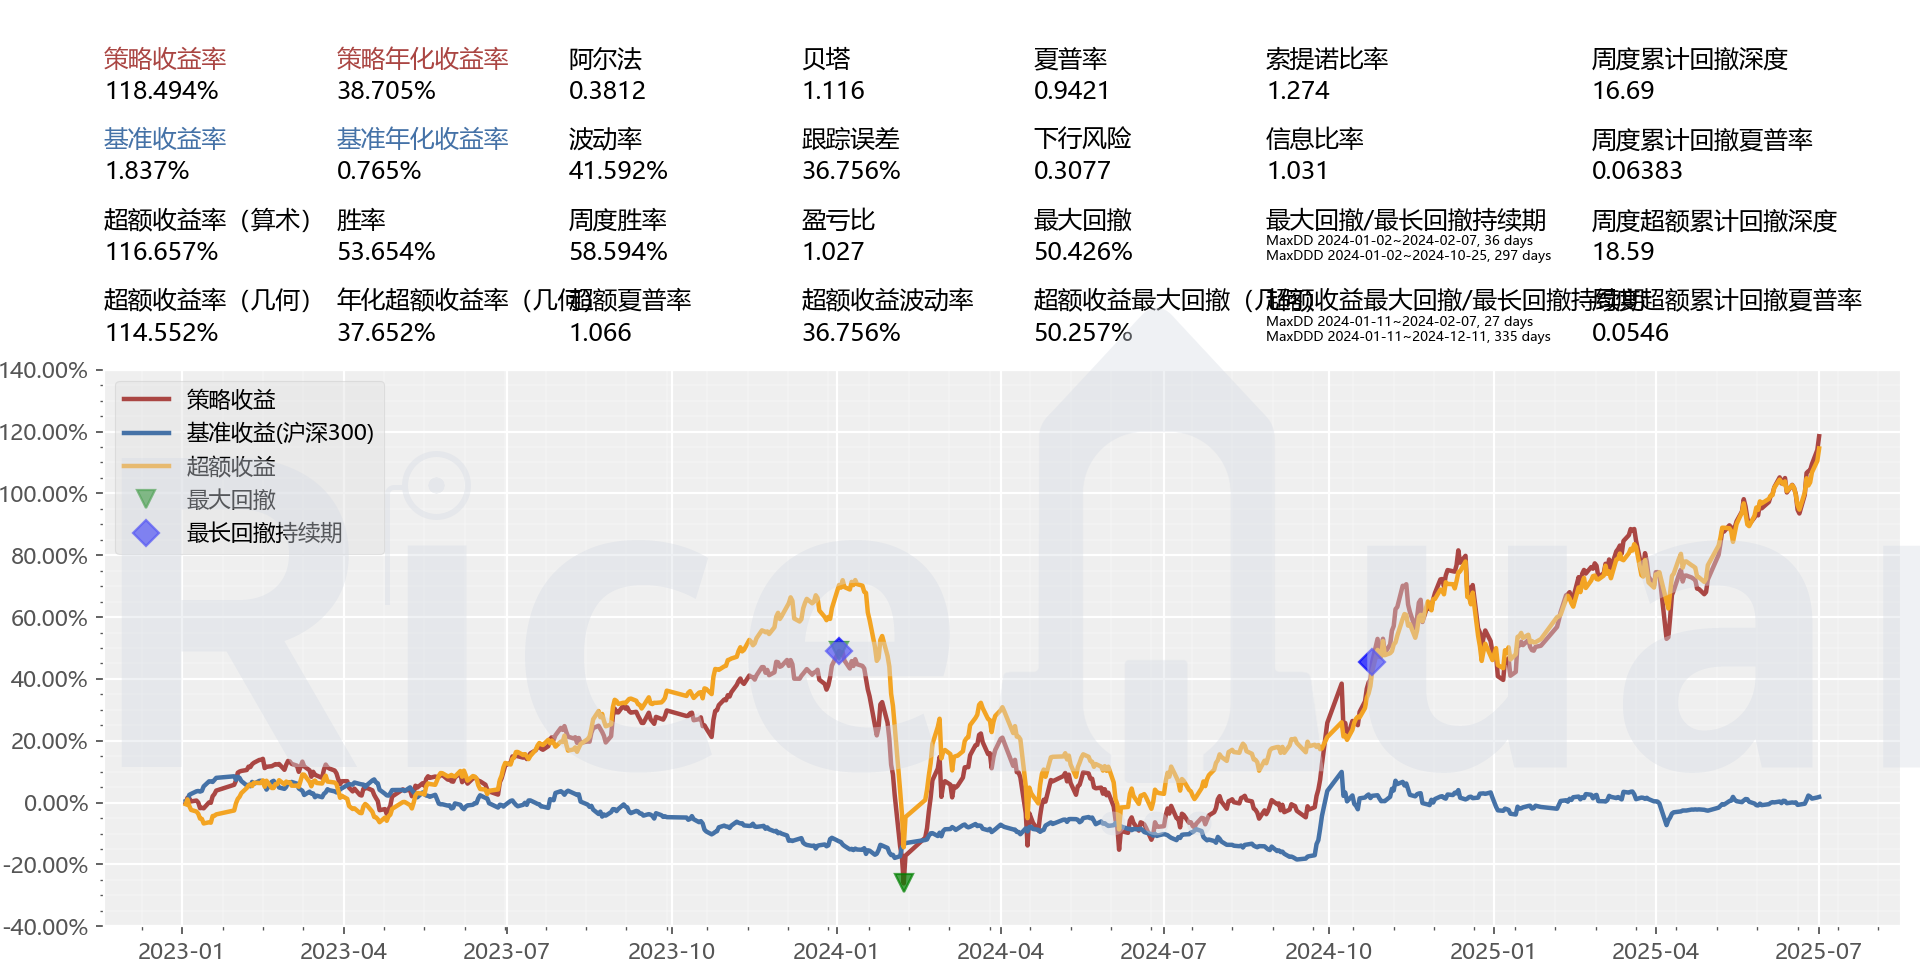 策略收益率 策略年化收益率 阿尔法 贝塔 夏普率 索提诺比率 周度累计回撤深度
118.494% 38.705% 0.3812 1.116 0.9421 1.274 16.69
基准收益率 基准年化收益率 波动率 跟踪误差 下行风险 信息比率 周度累计回撤夏普率
1.837% 0.765% 41.592% 36.756% 0.3077 1.031 0.06383
超额收益率（算术） 胜率 周度胜率 盈亏比 最大回撤 最大回撤/最长回撤持续期 周度超额累计回撤深度
116.657% 53.654% 58.594% 1.027 50.426% MaxDD 2024-01-02~2024-02-07, 36 days
MaxDDD 2024-01-02~2024-10-25, 297 days 18.59
超额收益率（几何） 年化超额收益率（几何） 超额夏普率 超额收益波动率 超额收益最大回撤（几何） 超额收益最大回撤/最长回撤持续期 周度超额累计回撤夏普率
114.552% 37.652% 1.066 36.756% 50.257% MaxDD 2024-01-11~2024-02-07, 27 days
MaxDDD 2024-01-11~2024-12-11, 335 days 0.0546
140.00%
120.00%
100.00%
80.00%
60.00%
40.00%
20.00%
0.00%
-20.00%
-40.00%
策略收益
基准收益(沪深300)
超额收益
最大回撤
最长回撤持续期
2023-01 2023-04 2023-07 2023-10 2024-01 2024-04 2024-07 2024-10 2025-01 2025-04 2025-07